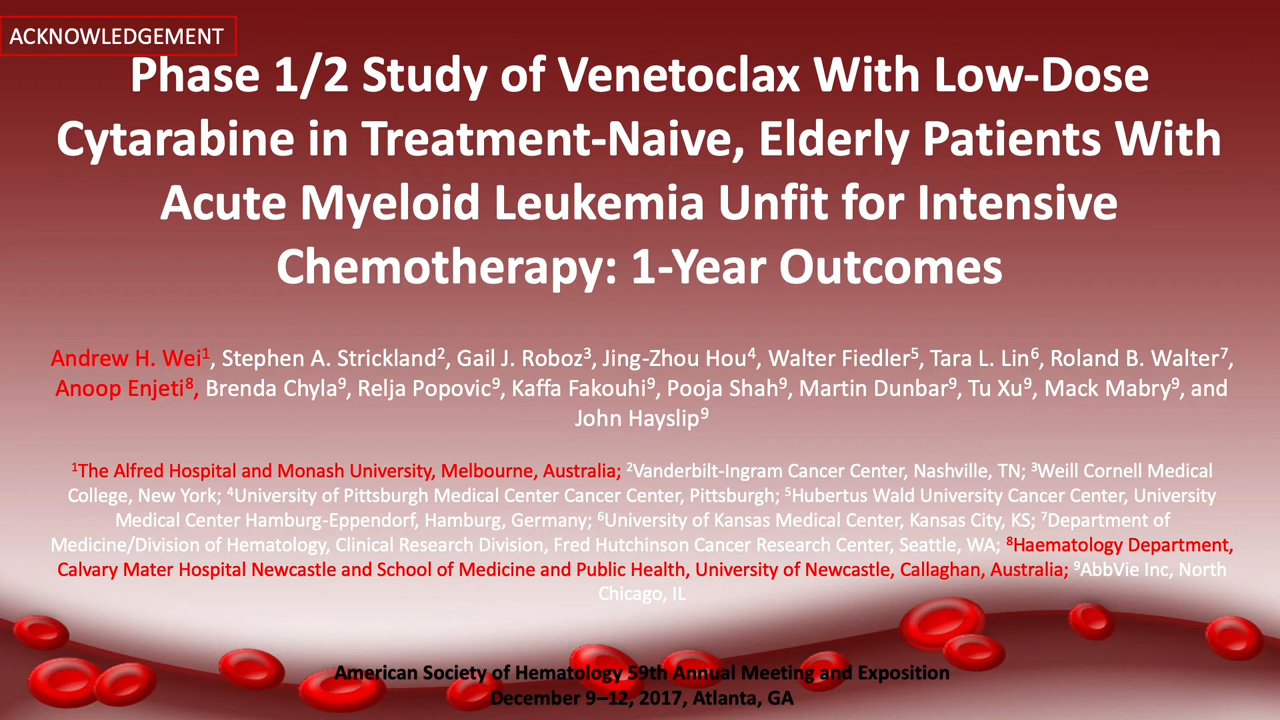 ACKNOWLEDGEMENT
Phase 1/2 Study of Venetoclax With Low-Dose
Cytarabine in Treatment-Naive, Elderly Patients With
Acute Myeloid Leukemia Unfit for Intensive
Chemotherapy: 1-Year Outcomes
Andrew H. Wei¹, Stephen A. Strickland², Gail J. Roboz³, Jing-Zhou Hou⁴, Walter Fiedler⁵, Tara L. Lin⁶, Roland B. Walter⁷,
Anoop Enjeti⁸, Brenda Chyla⁹, Relja Popovic⁹, Kaffa Fakouhi⁹, Pooja Shah⁹, Martin Dunbar⁹, Tu Xu⁹, Mack Mabry⁹, and
John Hayslip⁹
¹The Alfred Hospital and Monash University, Melbourne, Australia; ²Vanderbilt-Ingram Cancer Center, Nashville, TN; ³Weill Cornell Medical
College, New York; ⁴University of Pittsburgh Medical Center Cancer Center, Pittsburgh; ⁵Hubertus Wald University Cancer Center, University
Medical Center Hamburg-Eppendorf, Hamburg, Germany; ⁶University of Kansas Medical Center, Kansas City, KS; ⁷Department of
Medicine/Division of Hematology, Clinical Research Division, Fred Hutchinson Cancer Research Center, Seattle, WA; ⁸Haematology Department,
Calvary Mater Hospital Newcastle and School of Medicine and Public Health, University of Newcastle, Callaghan, Australia; ⁹AbbVie Inc, North
Chicago, IL
American Society of Hematology 59th Annual Meeting and Exposition
December 9–12, 2017, Atlanta, GA